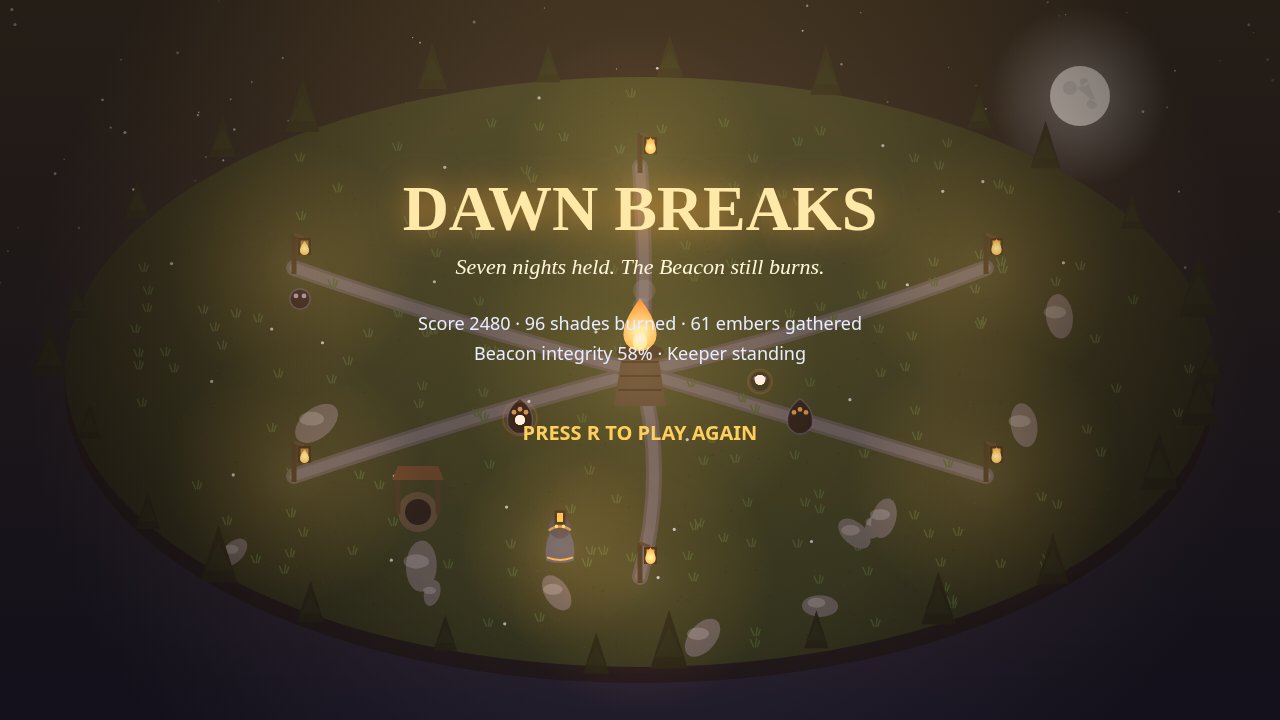 DAWN BREAKS
Seven nights held. The Beacon still burns.
Score 2480 · 96 shades burned · 61 embers gathered
Beacon integrity 58% · Keeper standing
PRESS R TO PLAY AGAIN